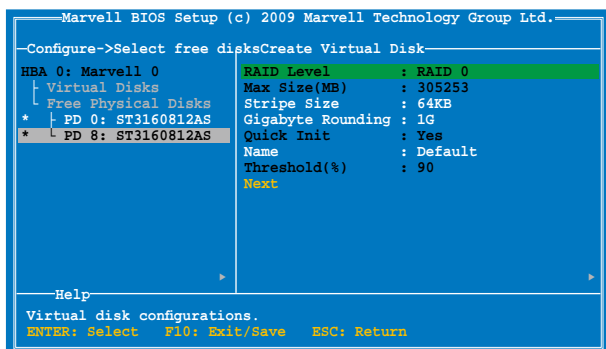 Marvell BIOS Setup (c) 2009 Marvell Technology Group Ltd.
Configure->Select free disksCreate Virtual Disk
HBA 0: Marvell 0
Virtual Disks
Free Physical Disks
* PD 0: ST3160812AS
* PD 8: ST3160812AS
RAID Level : RAID 0
Max Size(MB) : 305253
Stripe Size : 64KB
Gigabyte Rounding : 1G
Quick Init : Yes
Name : Default
Threshold(%) : 90
Next
Help
Virtual disk configurations.
ENTER: Select F10: Exit/Save ESC: Return